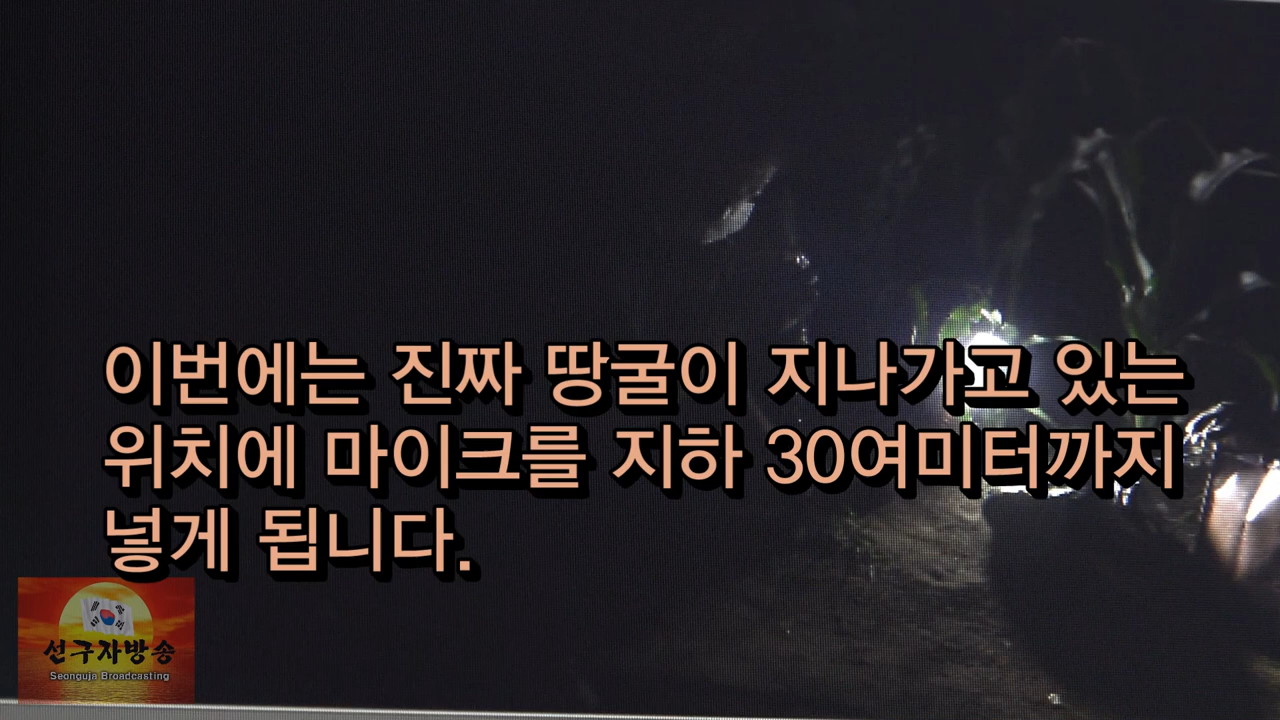 이번에는 진짜 땅굴이 지나가고 있는
위치에 마이크를 지하 30여미터까지
넣게 됩니다.
선구자방송
Seonguja Broadcasting